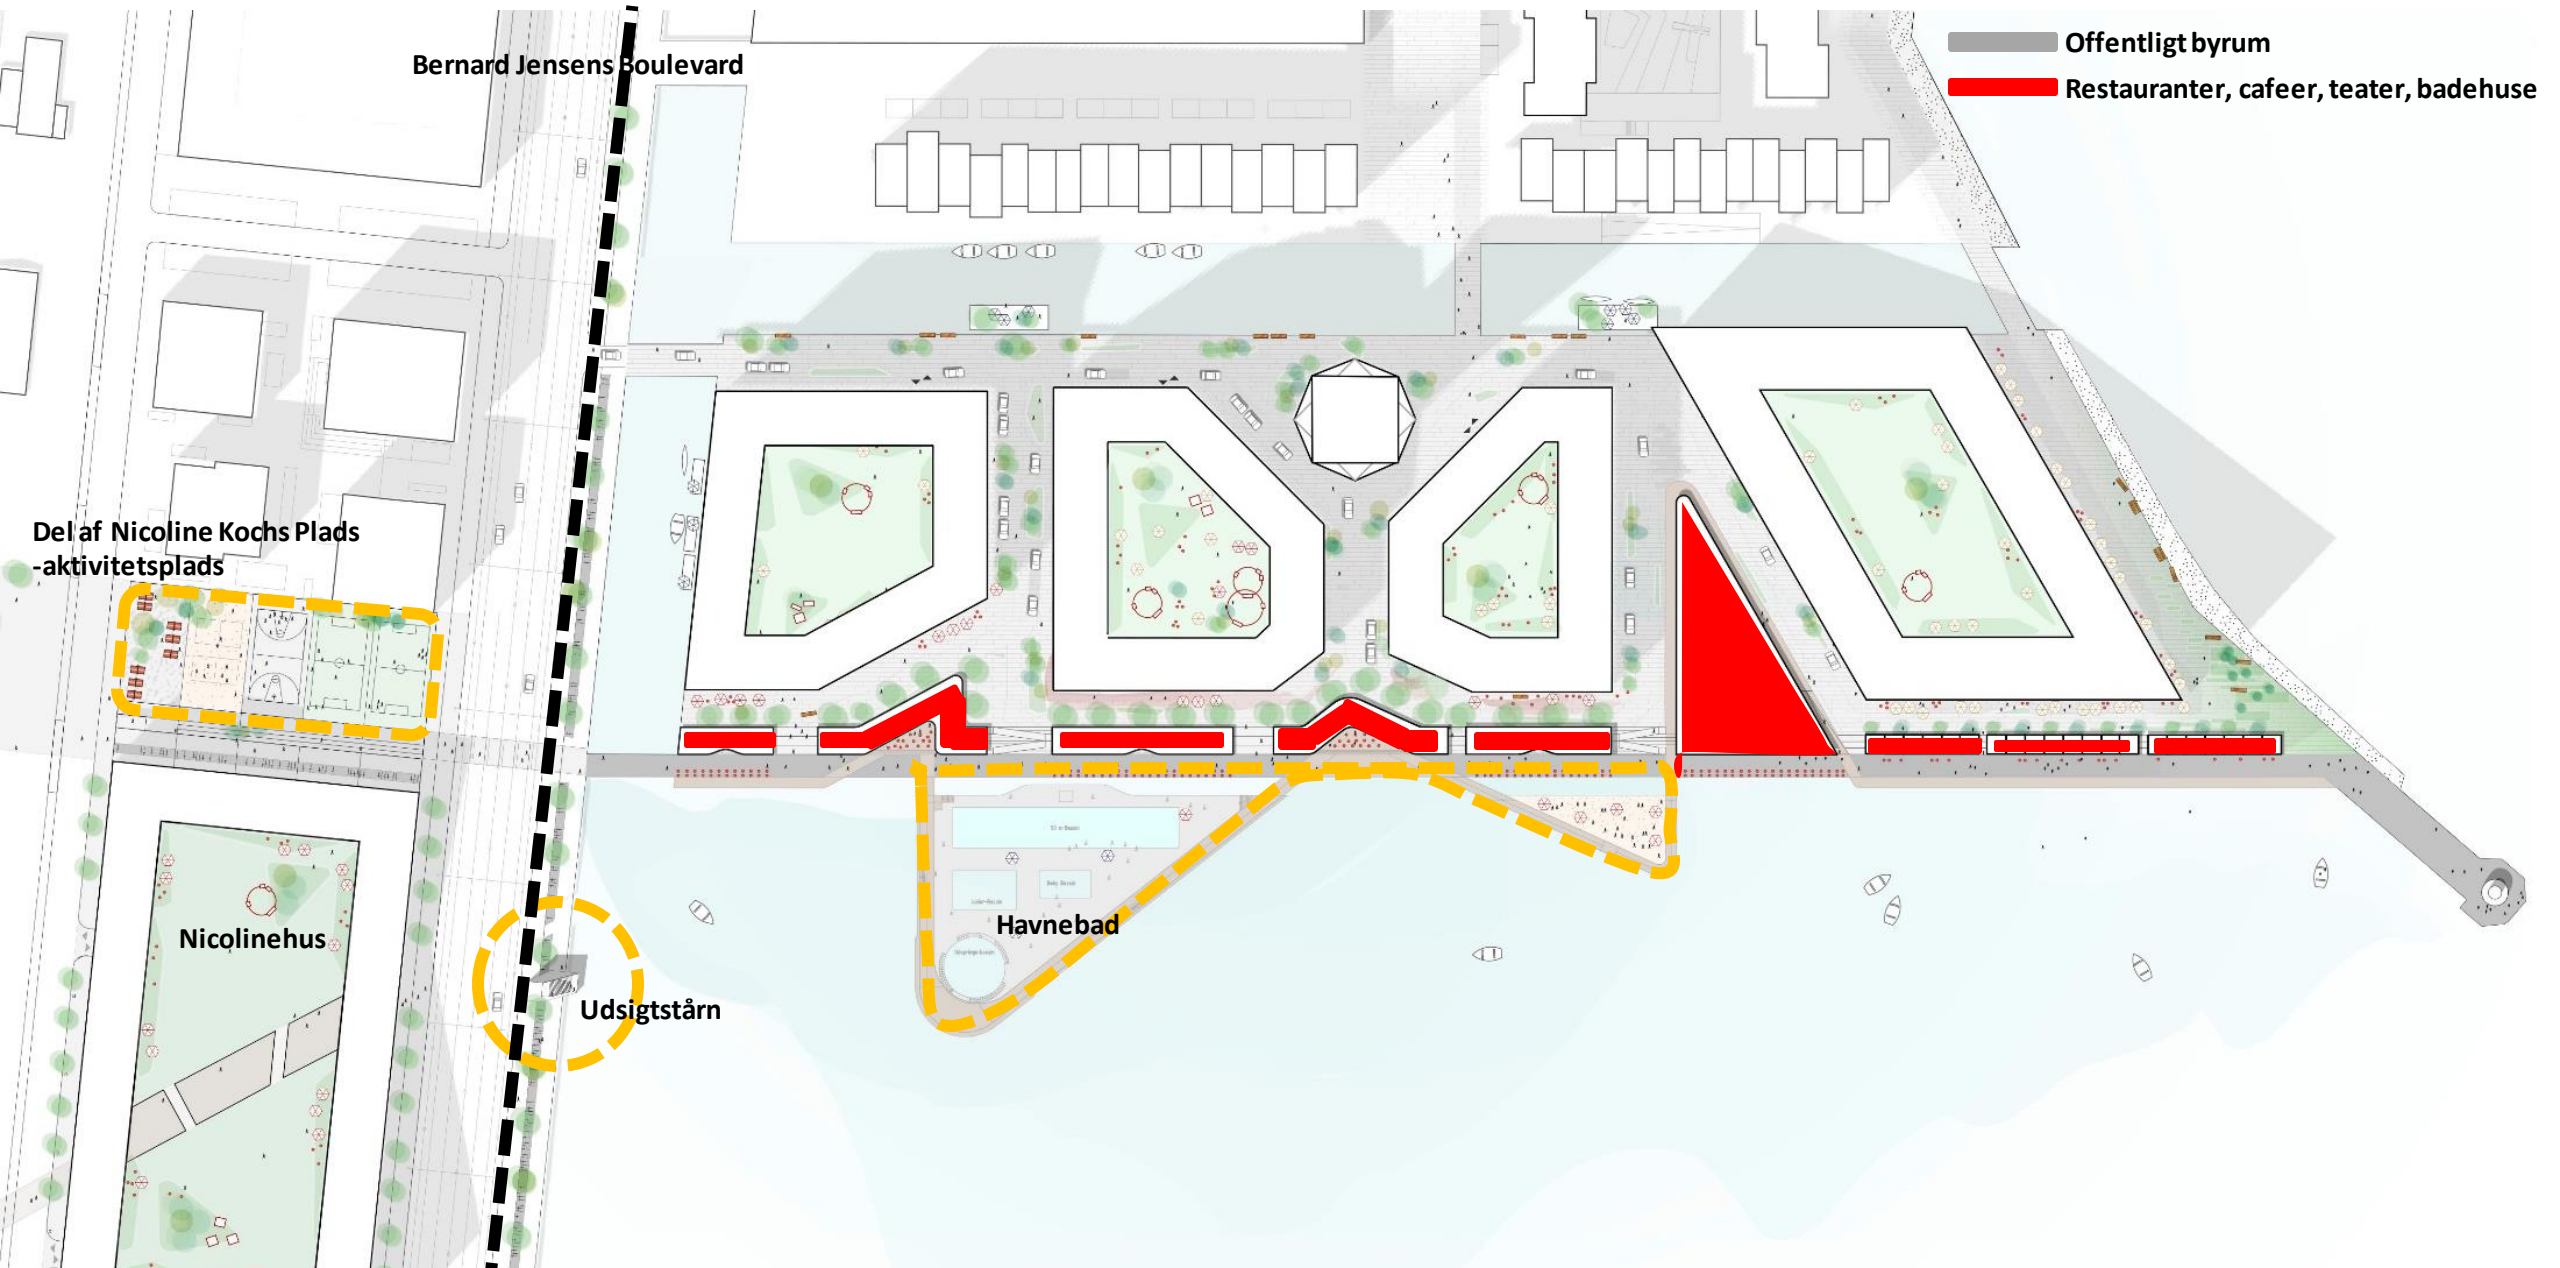 Bernard Jensens Boulevard
Offentligt byrum
Restauranter, cafeer, teater, badehuse
Del af Nicoline Kochs Plads
-aktivitetsplads
Havnebad
Nicolinehus
Udsigtstårn